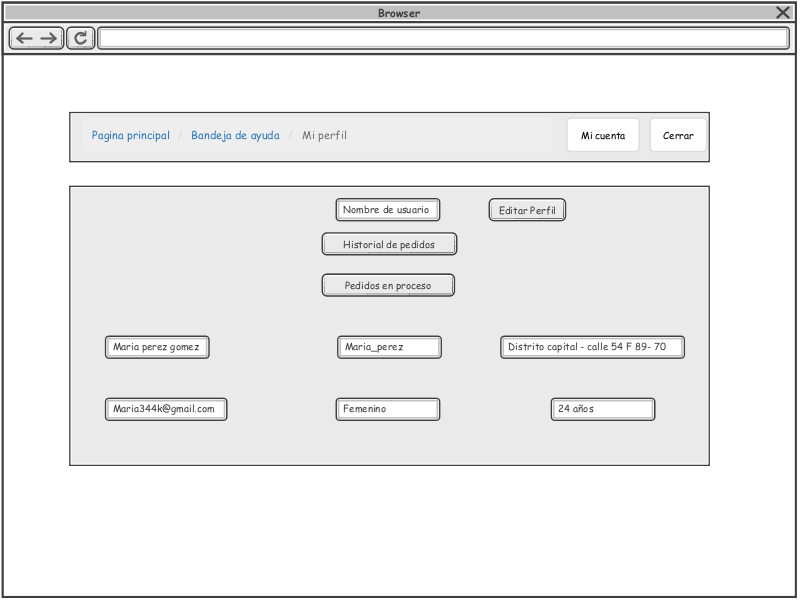 Browser
Pagina principal / Bandeja de ayuda / Mi perfil
Mi cuenta
Cerrar
Nombre de usuario
Editar Perfil
Historial de pedidos
Pedidos en proceso
Maria perez gomez
Maria_perez
Distrito capital - calle 54 F 89- 70
Maria344k@gmail.com
Femenino
24 años